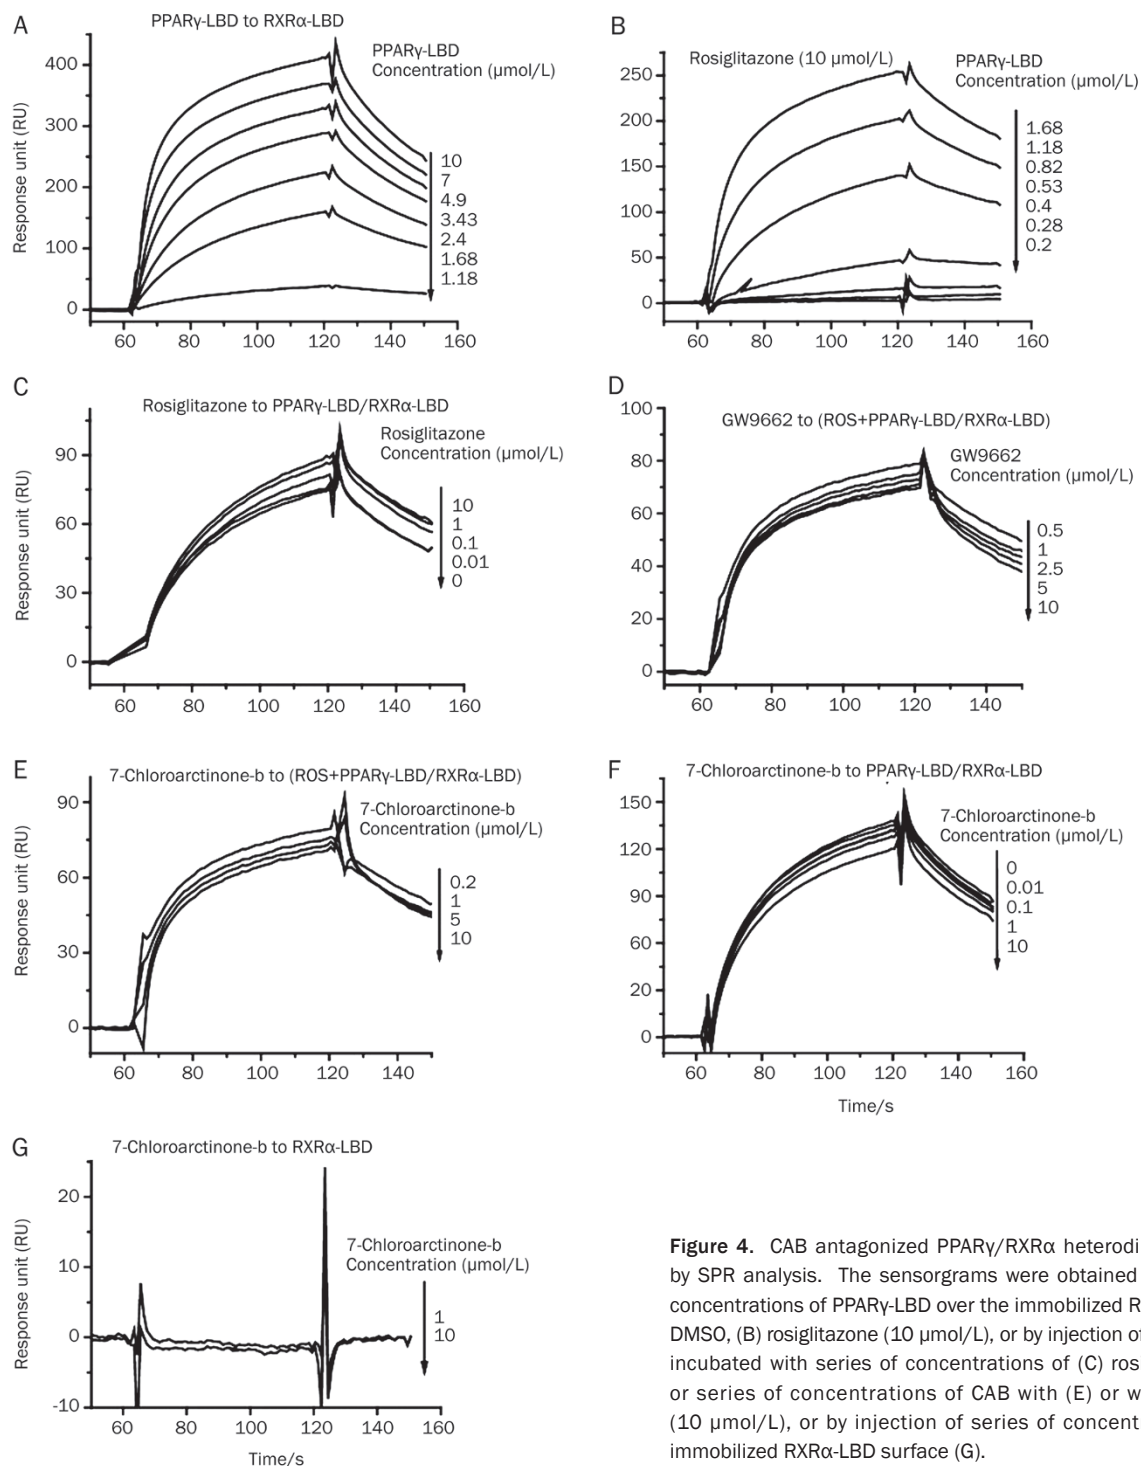 A
PPARγ-LBD to RXRα-LBD
PPARγ-LBD
Concentration (μmol/L)
Response unit (RU)
400
300
200
100
0
10
7
4.9
3.43
2.4
1.68
1.18
60 80 100 120 140 160
B
Rosiglitazone (10 μmol/L)
PPARγ-LBD
Concentration (μmol/L)
250
200
150
100
50
0
1.68
1.18
0.82
0.53
0.4
0.28
0.2
60 80 100 120 140 160
C
Rosiglitazone to PPARγ-LBD/RXRα-LBD
Rosiglitazone
Concentration (μmol/L)
Response unit (RU)
90
60
30
0
10
1
0.1
0.01
0
60 80 100 120 140 160
D
GW9662 to (ROS+PPARγ-LBD/RXRα-LBD)
GW9662
Concentration (μmol/L)
100
80
60
40
20
0
0.5
1
2.5
5
10
60 80 100 120 140
E
7-Chloroarctinone-b to (ROS+PPARγ-LBD/RXRα-LBD)
7-Chloroarctinone-b
Concentration (μmol/L)
Response unit (RU)
90
60
30
0
0.2
1
5
10
60 80 100 120 140
F
7-Chloroarctinone-b to PPARγ-LBD/RXRα-LBD
7-Chloroarctinone-b
Concentration (μmol/L)
150
120
90
60
20
0
0
0.01
0.1
1
10
60 80 100 120 140 160
Time/s
G
7-Chloroarctinone-b to RXRα-LBD
7-Chloroarctinone-b
Concentration (μmol/L)
Response unit (RU)
20
10
0
-10
1
10
60 80 100 120 140 160
Time/s
Figure 4. CAB antagonized PPARγ/RXRα heterodi
by SPR analysis. The sensorgrams were obtained
concentrations of PPARγ-LBD over the immobilized R
DMSO, (B) rosiglitazone (10 μmol/L), or by injection of
incubated with series of concentrations of (C) ros
or series of concentrations of CAB with (E) or w
(10 μmol/L), or by injection of series of concent
immobilized RXRα-LBD surface (G).